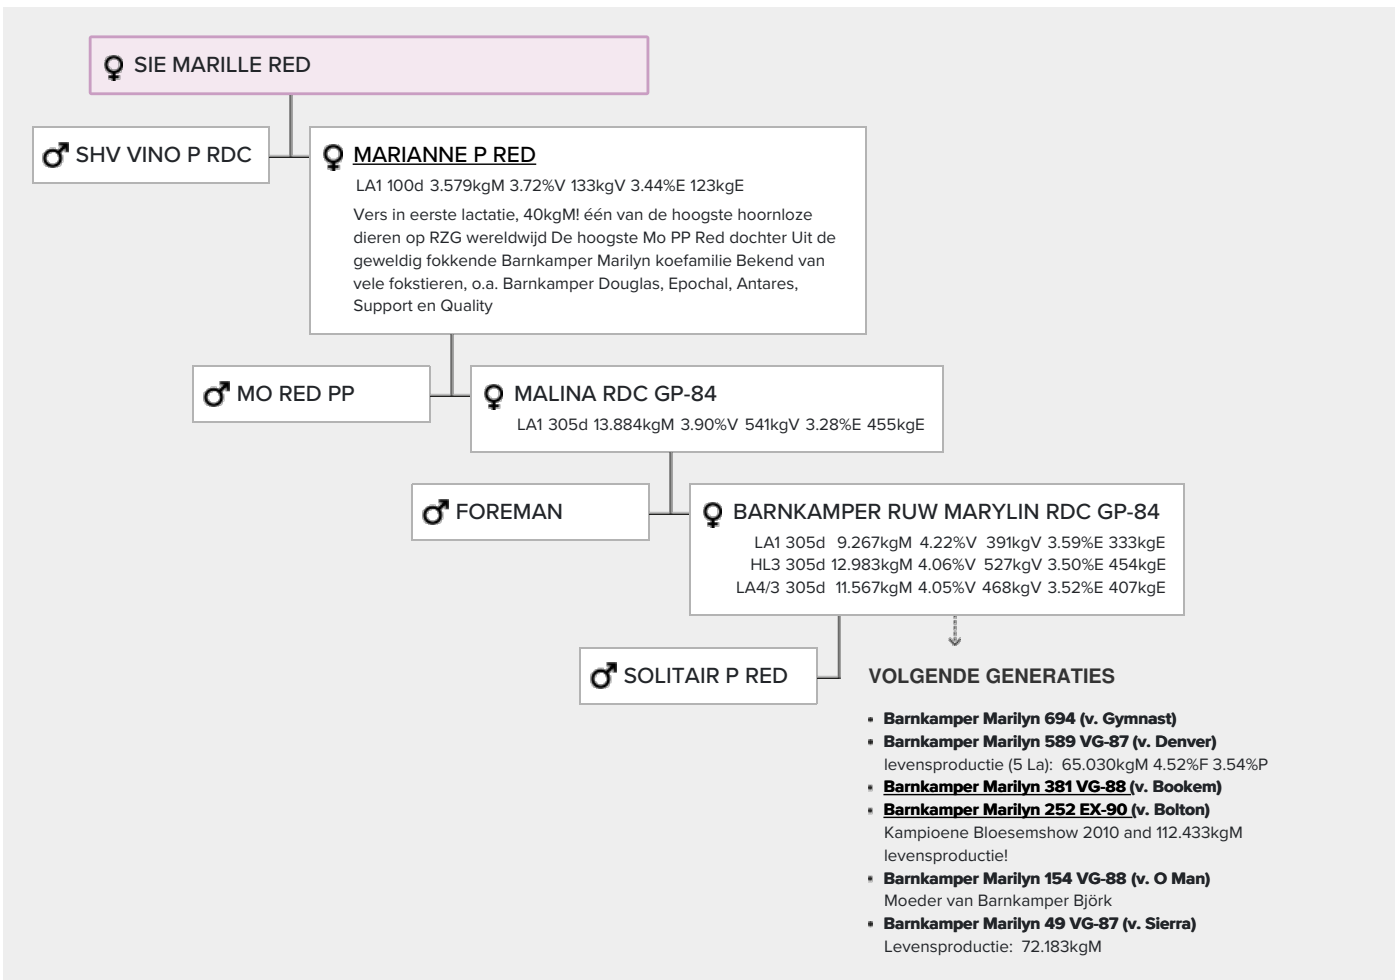 SIE MARILLE RED
SHV VINO P RDC
MARIANNE P RED
LA1 100d 3.579kgM 3.72%V 133kgV 3.44%E 123kgE
Vers in eerste lactatie, 40kgM! één van de hoogste hoornloze
dieren op RZG wereldwijd De hoogste Mo PP Red dochter Uit de
geweldig fokkende Barnkamper Marilyn koefamilie Bekend van
vele fokstieren, o.a. Barnkamper Douglas, Epochal, Antares,
Support en Quality
MO RED PP
MALINA RDC GP-84
LA1 305d 13.884kgM 3.90%V 541kgV 3.28%E 455kgE
FOREMAN
BARNKAMPER RUW MARYLIN RDC GP-84
LA1 305d 9.267kgM 4.22%V 391kgV 3.59%E 333kgE
HL3 305d 12.983kgM 4.06%V 527kgV 3.50%E 454kgE
LA4/3 305d 11.567kgM 4.05%V 468kgV 3.52%E 407kgE
SOLITAIR P RED
VOLGENDE GENERATIES
• Barnkamper Marilyn 694 (v. Gymnast)
• Barnkamper Marilyn 589 VG-87 (v. Denver)
levensproductie (5 La): 65.030kgM 4.52%F 3.54%P
• Barnkamper Marilyn 381 VG-88 (v. Bookem)
• Barnkamper Marilyn 252 EX-90 (v. Bolton)
Kampioene Bloesemshow 2010 and 112.433kgM
levensproductie!
• Barnkamper Marilyn 154 VG-88 (v. O Man)
Moeder van Barnkamper Björk
• Barnkamper Marilyn 49 VG-87 (v. Sierra)
Levensproductie: 72.183kgM